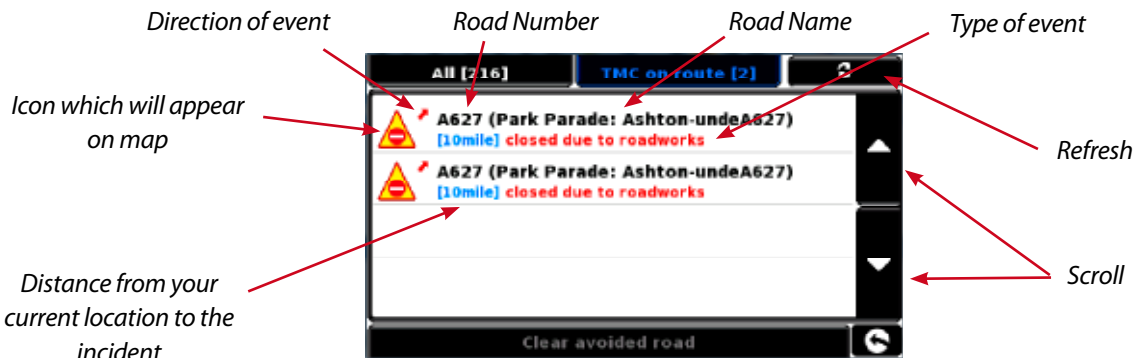 Direction of event
Road Number
Road Name
Type of event
All [216]
TMC on route [2]
Icon which will appear
on map
A627 (Park Parade: Ashton-undeA627)
[10mile] closed due to roadworks
A627 (Park Parade: Ashton-undeA627)
[10mile] closed due to roadworks
Refresh
Scroll
Distance from your
current location to the
incident
Clear avoided road